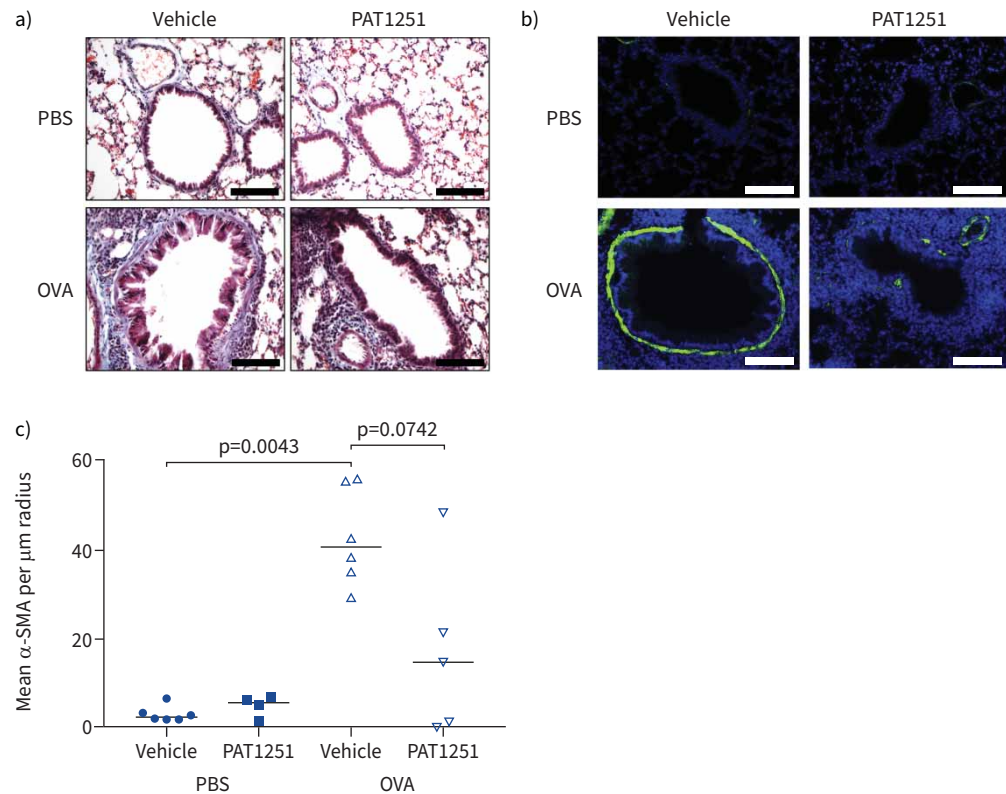 a)
Vehicle
PAT1251
PBS
OVA
b)
Vehicle
PAT1251
PBS
OVA
c)
p=0.0043
p=0.0742
Mean α-SMA per μm radius
60
40
20
0
Vehicle
PAT1251
Vehicle
PAT1251
PBS
OVA